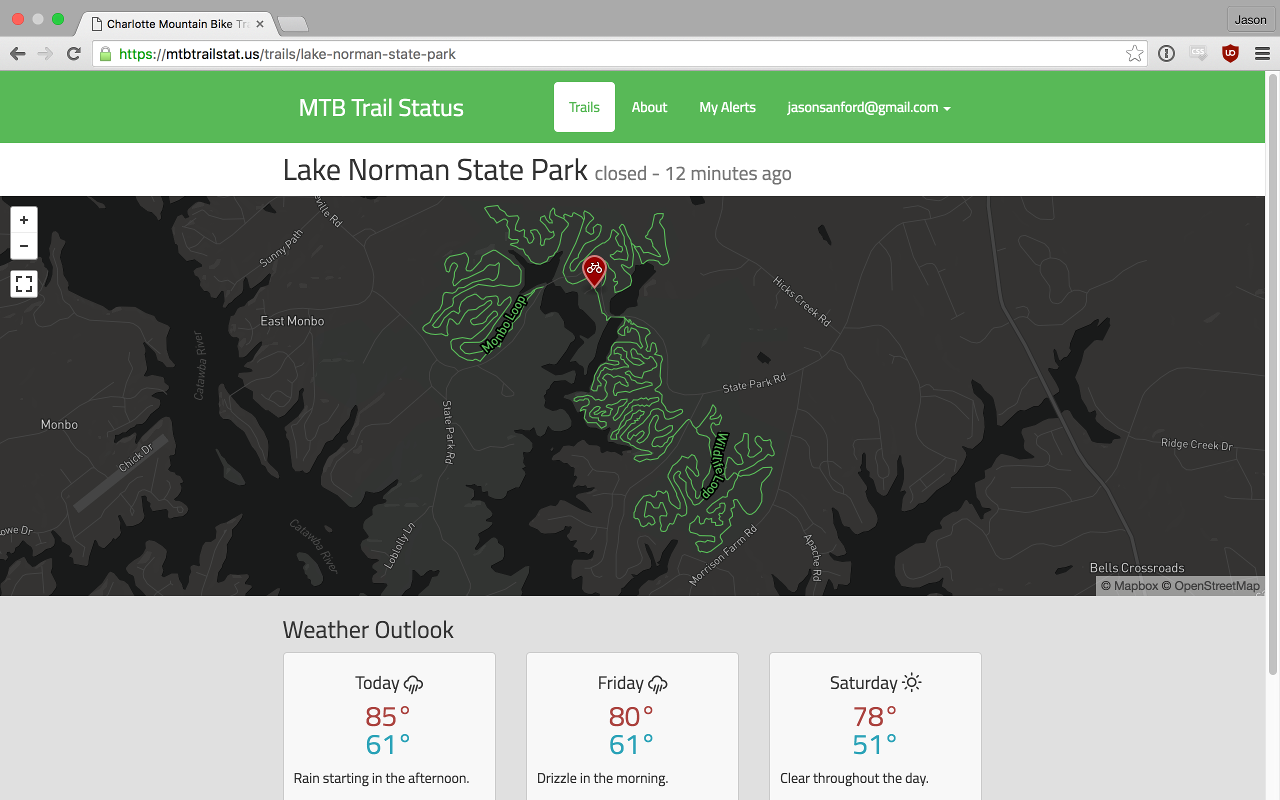 Charlotte Mountain Bike Tr
Jason
https://mtbtrailstat.us/trails/lake-norman-state-park
MTB Trail Status
Trails
About
My Alerts
jasonsanford@gmail.com
Lake Norman State Park closed - 12 minutes ago
+
−
eville Rd
Sunny Path
East Monbo
Catawba River
Monbo
Chick Dr
owe Dr
Catawba River
Loblolly Ln
State Park Rd
Monbo Loop
Hicks Creek Rd
State Park Rd
Wildlife Loop
Morrison Farm Rd
Apache Rd
Ridge Creek Dr
Bells Crossroads
© Mapbox © OpenStreetMap
Weather Outlook
Today
85°
61°
Rain starting in the afternoon.
Friday
80°
61°
Drizzle in the morning.
Saturday
78°
51°
Clear throughout the day.